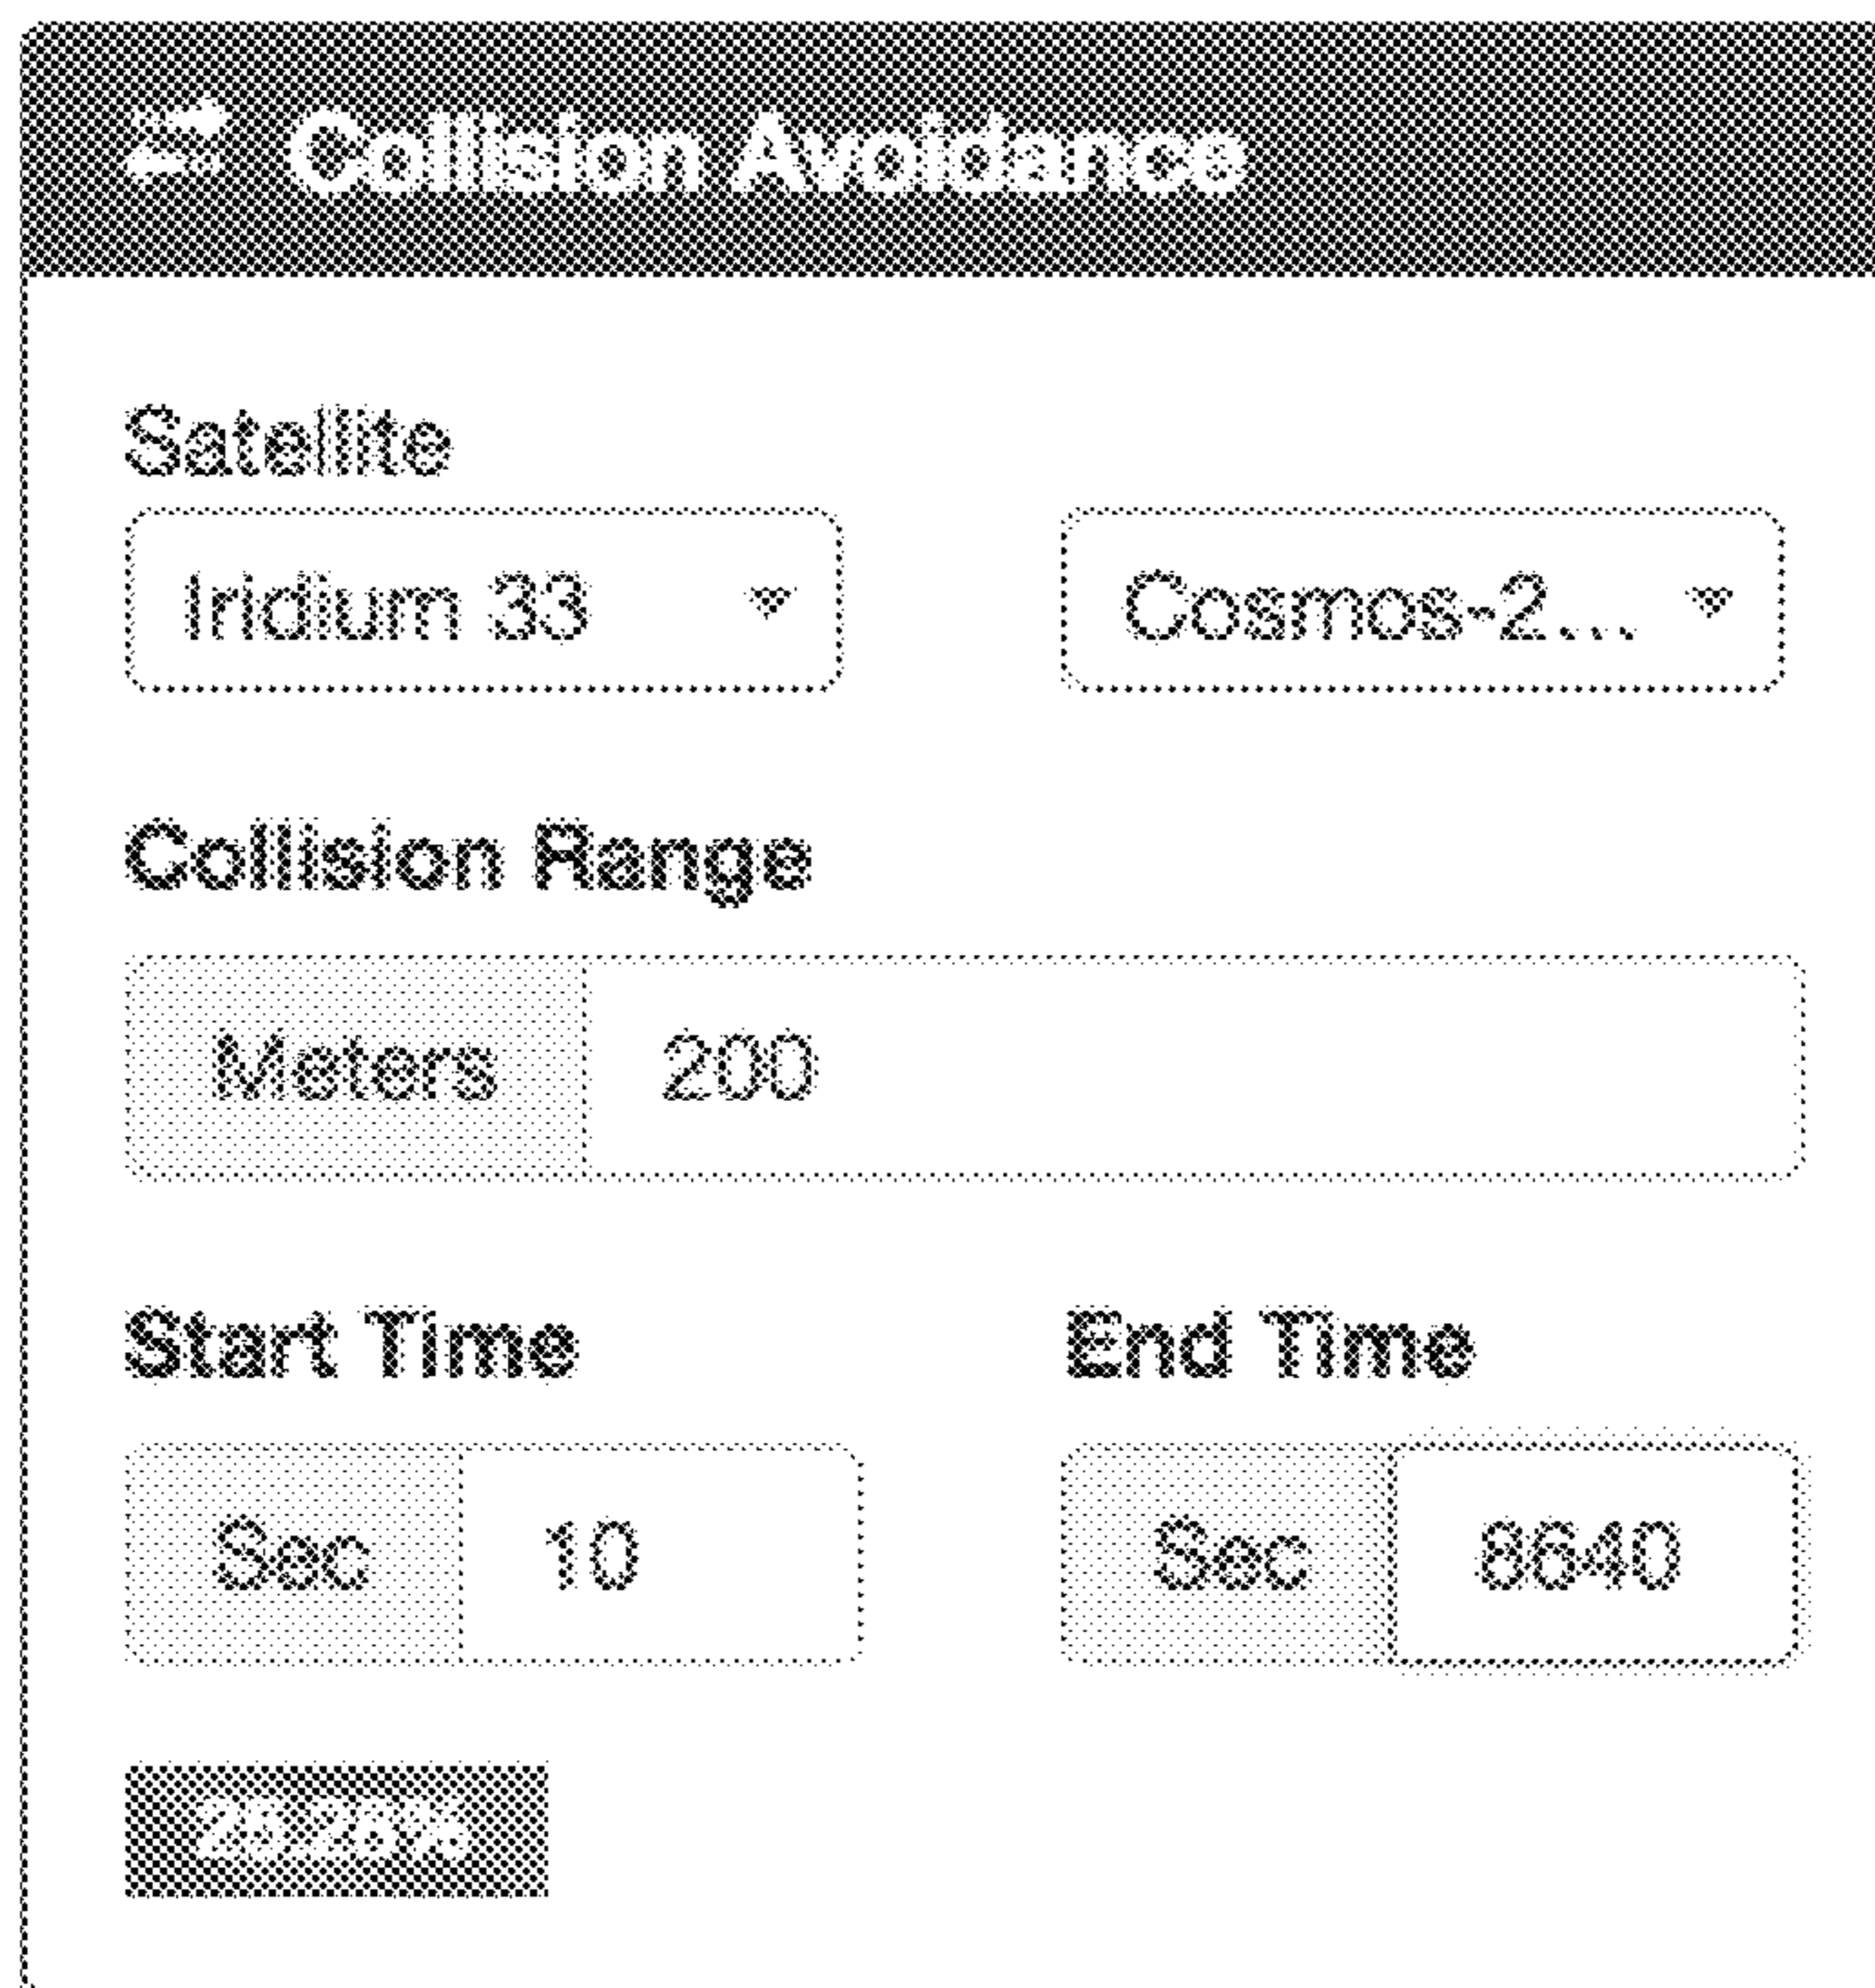 Collision Avoidance
Satellite
Iridium 33 Cosmos-2...
Collision Range
Meters 200
Start Time End Time
Sec 10 Sec 8640